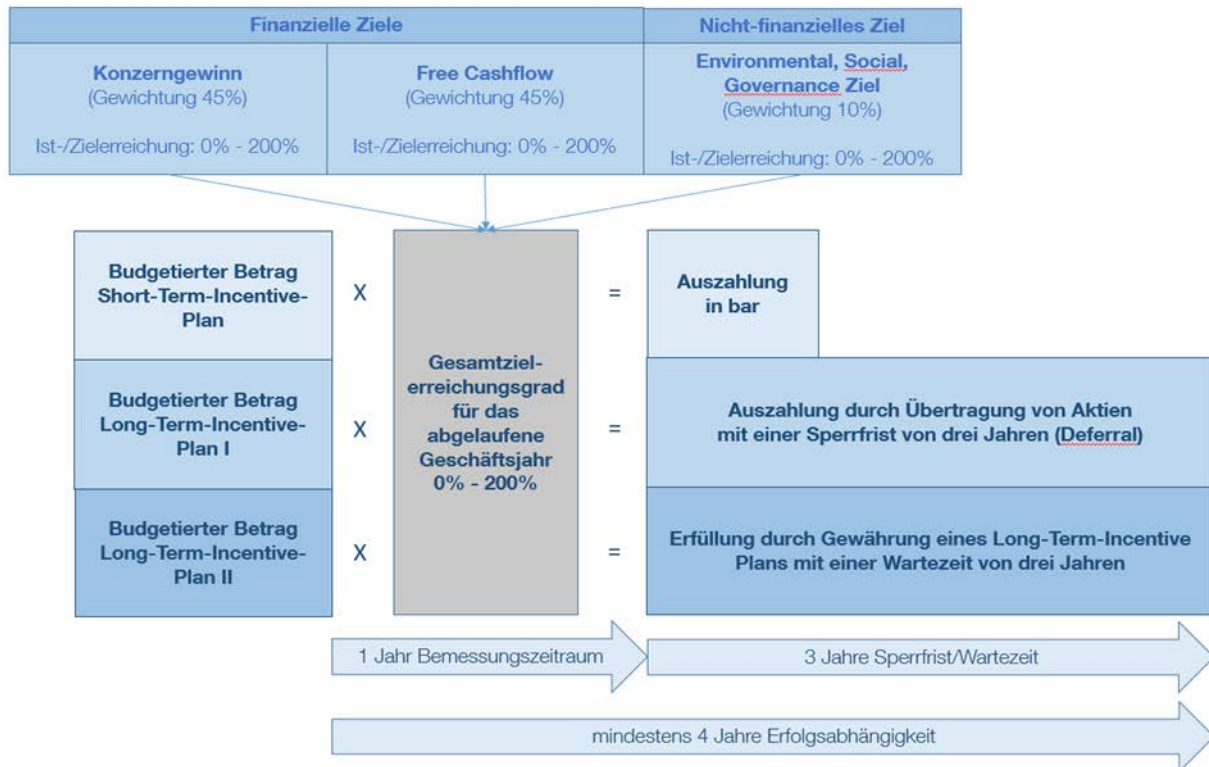 Finanzielle Ziele
Nicht-finanzielles Ziel
Konzerngewinn
(Gewichtung 45%)
Ist-/Zielerreichung: 0% - 200%
Free Cashflow
(Gewichtung 45%)
Ist-/Zielerreichung: 0% - 200%
Environmental, Social,
Governance Ziel
(Gewichtung 10%)
Ist-/Zielerreichung: 0% - 200%
Budgetierter Betrag
Short-Term-Incentive-
Plan
X
=
Auszahlung
in bar
Gesamtziel-
erreichungsgrad
für das
abgelaufene
Geschäftsjahr
0% - 200%
Budgetierter Betrag
Long-Term-Incentive-
Plan I
X
=
Auszahlung durch Übertragung von Aktien
mit einer Sperrfrist von drei Jahren (Deferral)
Budgetierter Betrag
Long-Term-Incentive-
Plan II
X
=
Erfüllung durch Gewährung eines Long-Term-Incentive
Plans mit einer Wartezeit von drei Jahren
1 Jahr Bemessungszeitraum
3 Jahre Sperrfrist/Wartezeit
mindestens 4 Jahre Erfolgsabhängigkeit